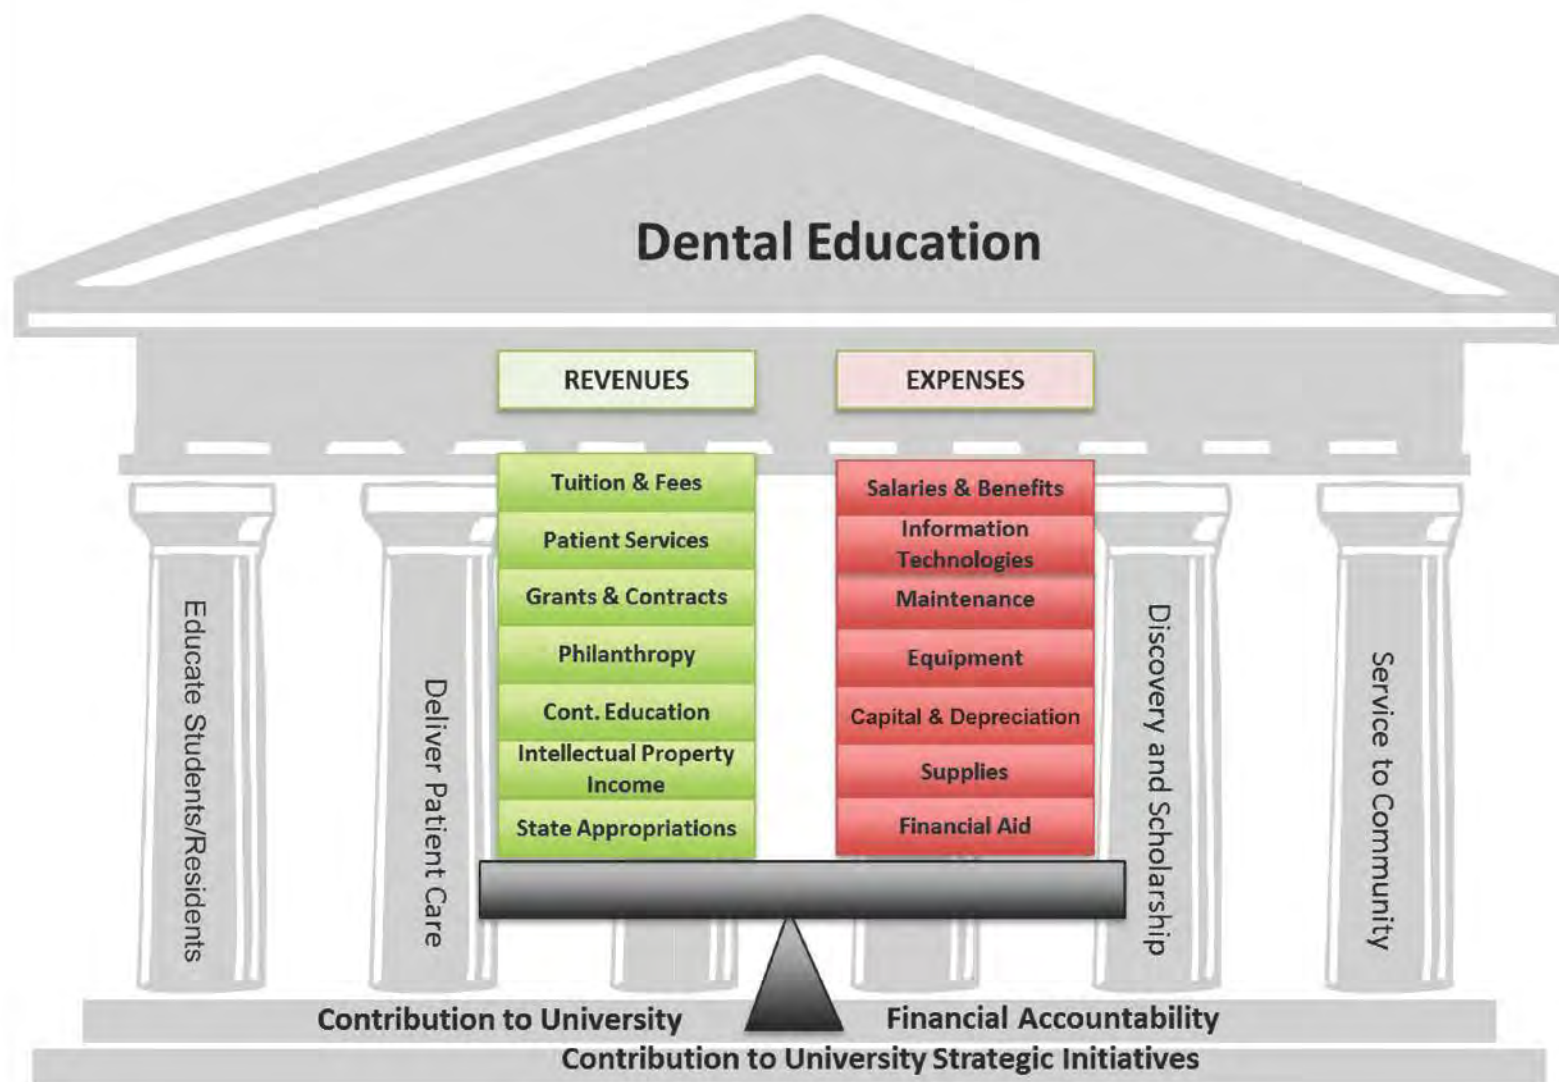 Dental Education
REVENUES
EXPENSES
Tuition & Fees
Patient Services
Grants & Contracts
Philanthropy
Cont. Education
Intellectual Property
Income
State Appropriations
Salaries & Benefits
Information
Technologies
Maintenance
Equipment
Capital & Depreciation
Supplies
Financial Aid
Educate Students/Residents
Deliver Patient Care
Discovery and Scholarship
Service to Community
Contribution to University
Financial Accountability
Contribution to University Strategic Initiatives